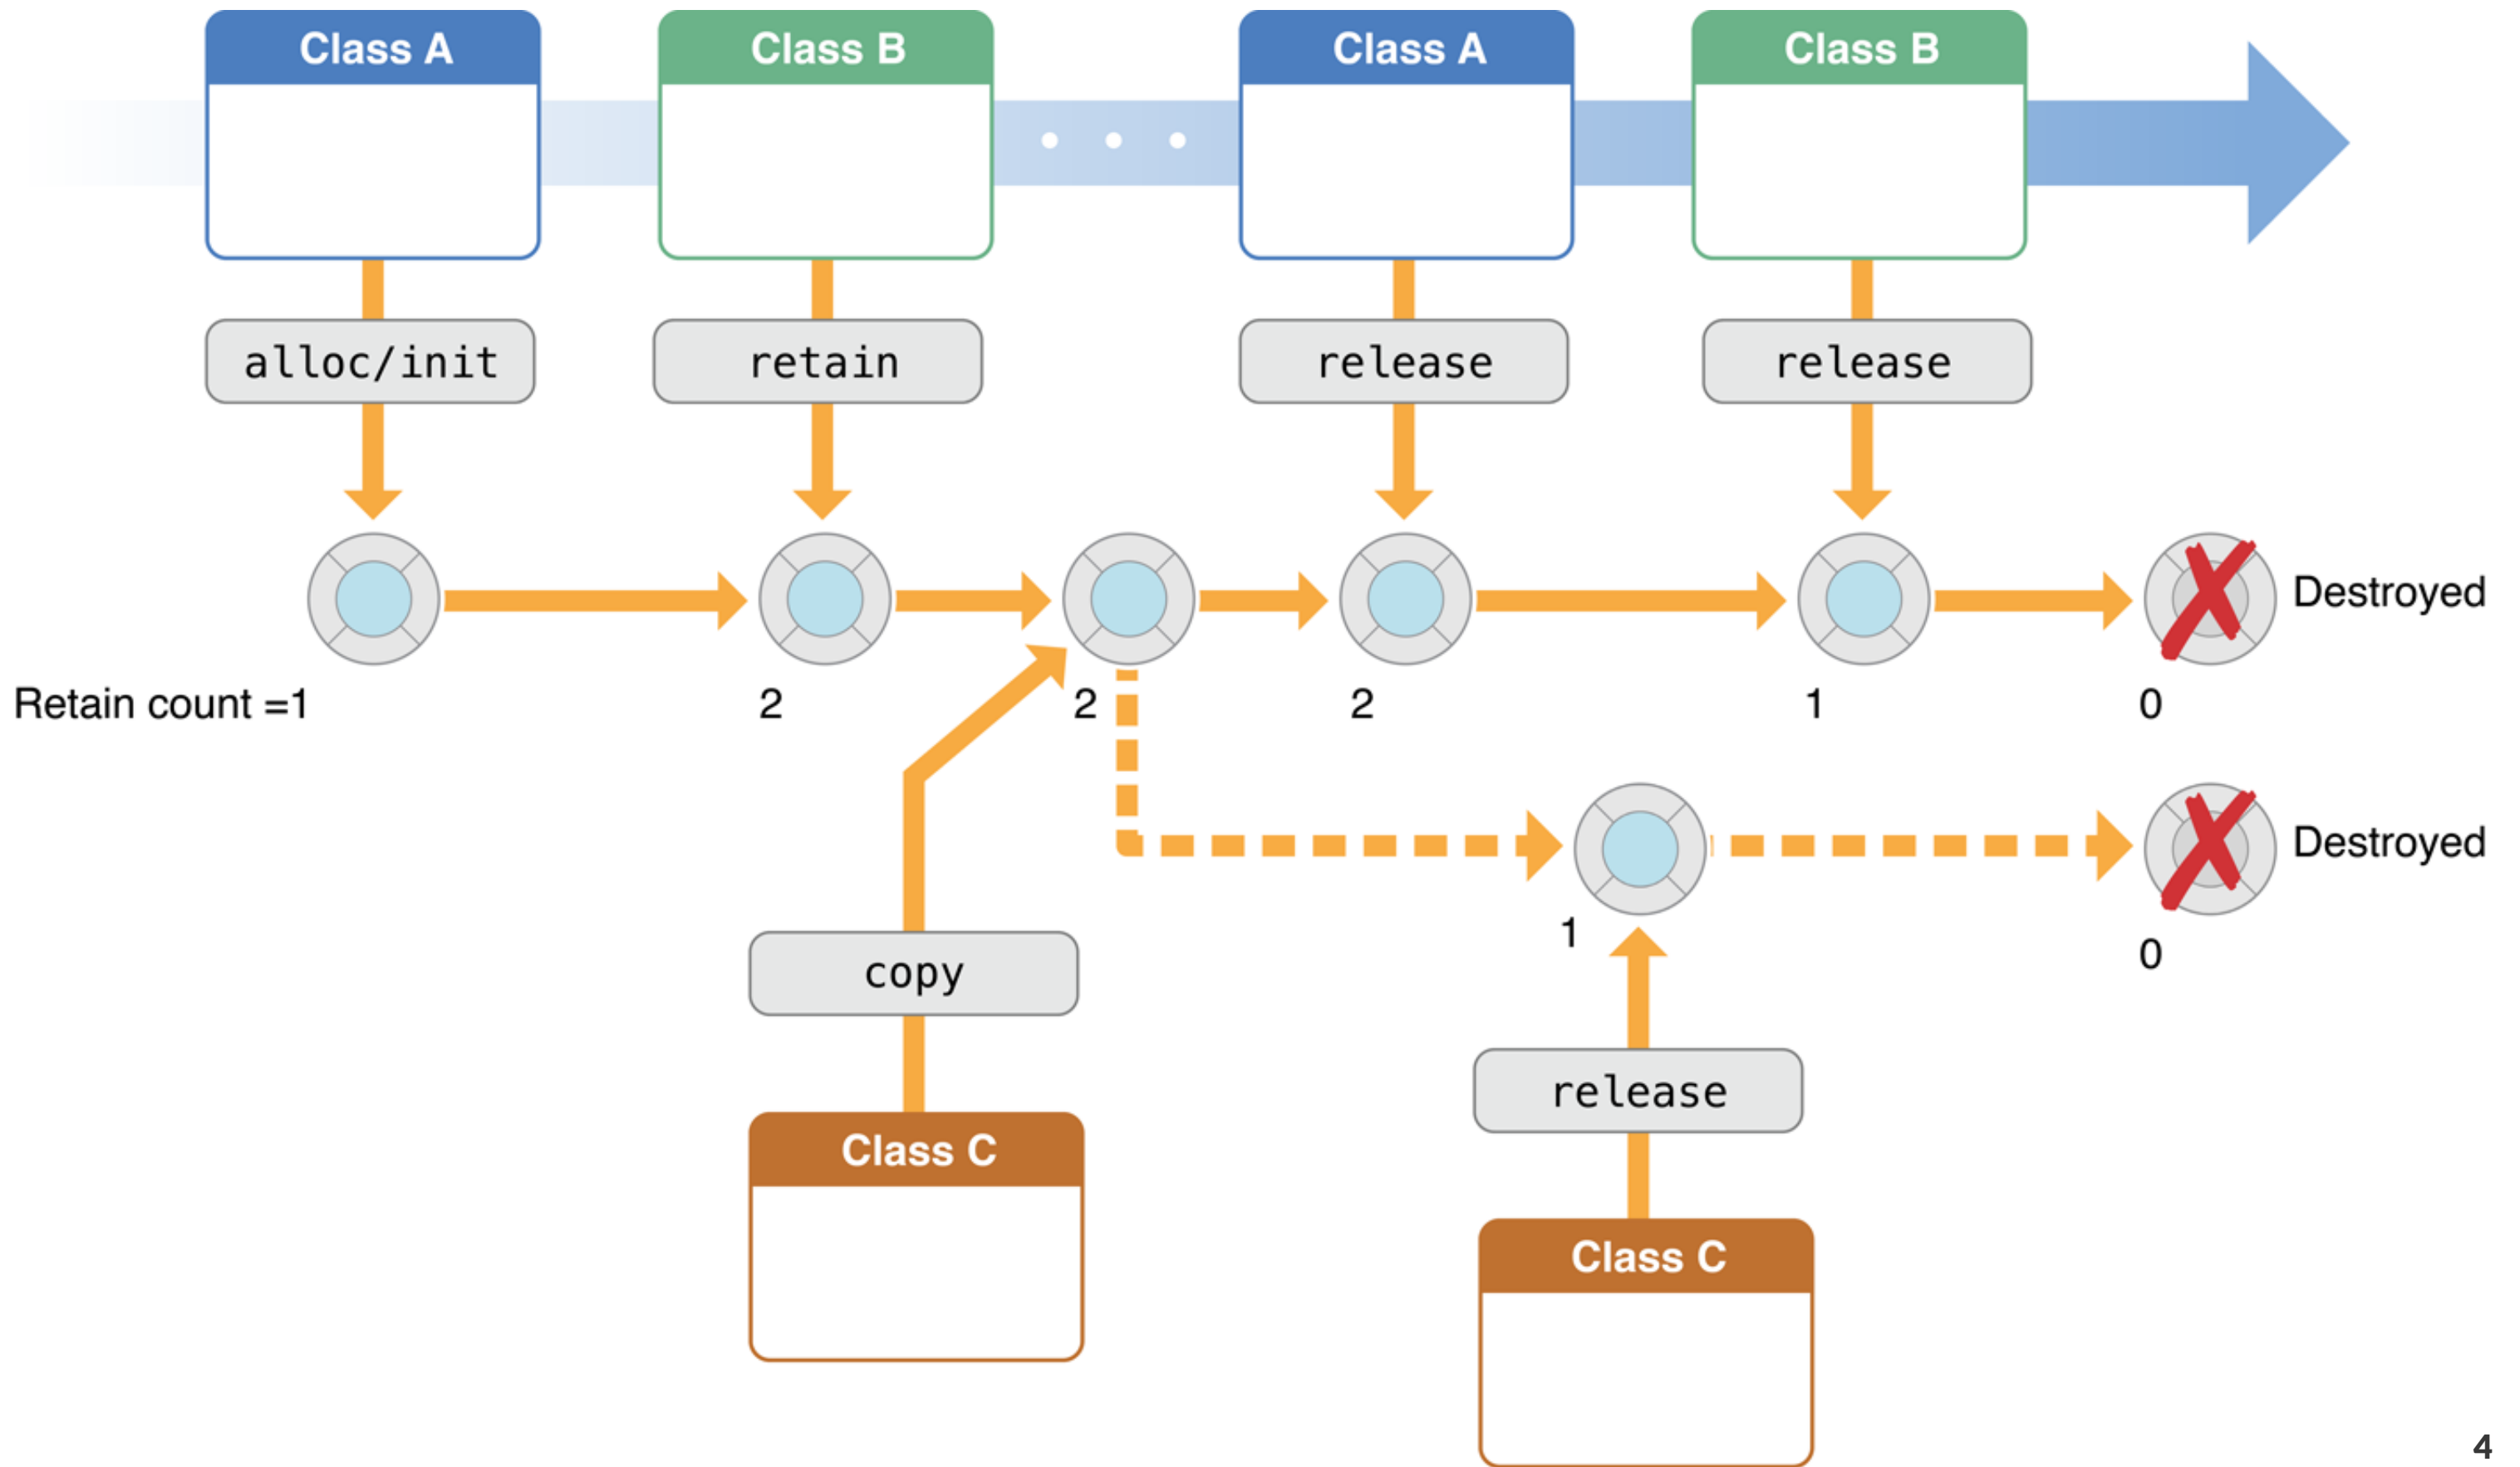 Class A
Class B
Class A
Class B
alloc/init
retain
release
release
Destroyed
Retain count =1
2
2
2
1
0
Destroyed
1
0
copy
release
Class C
Class C
4